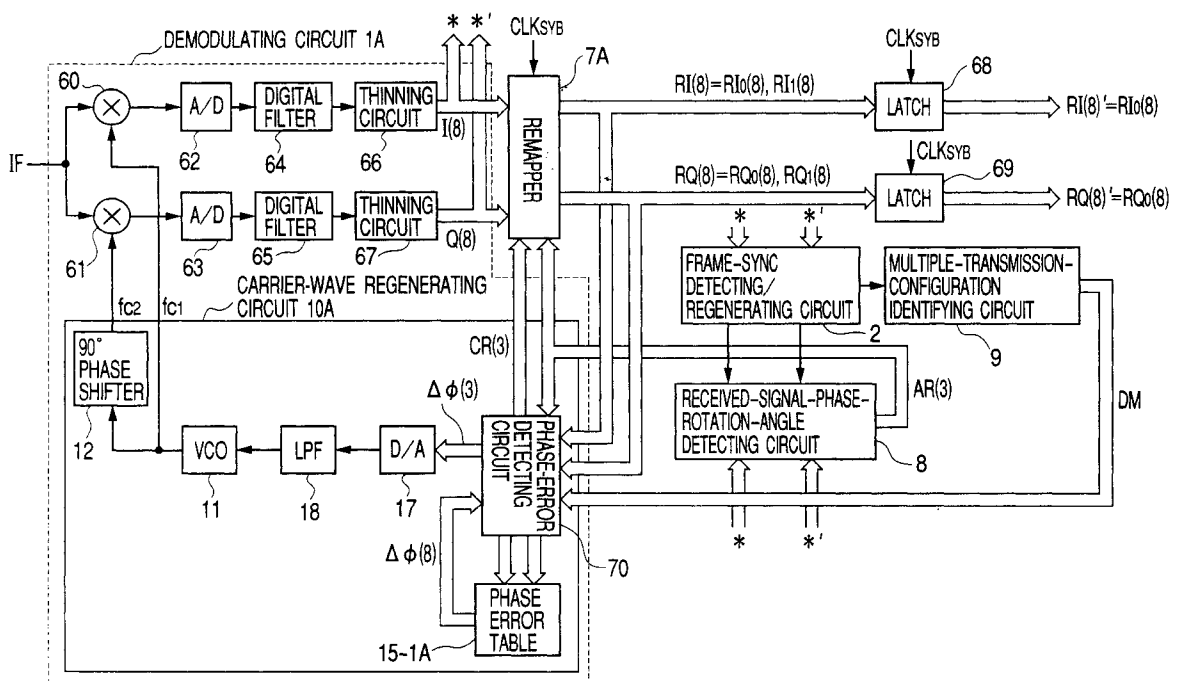 * *'
CLKSYB
DEMODULATING CIRCUIT 1A
7A
CLKSYB
60
68
A/D
DIGITAL FILTER
THINNING CIRCUIT
RI(8)=RI0(8), RI1(8)
LATCH
RI(8)'=RI0(8)
I(8)
62
64
66
REMAPPER
IF
CLKSYB
69
RQ(8)=RQ0(8), RQ1(8)
LATCH
RQ(8)'=RQ0(8)
A/D
DIGITAL FILTER
THINNING CIRCUIT
Q(8)
61
63
65
67
* *'
CARRIER-WAVE REGENERATING
CIRCUIT 10A
FRAME-SYNC
DETECTING/
REGENERATING CIRCUIT
2
MULTIPLE-TRANSMISSION-
CONFIGURATION
IDENTIFYING CIRCUIT
9
fC2
fC1
90°
PHASE
SHIFTER
12
CR(3)
AR(3)
DM
Δφ(3)
RECEIVED-SIGNAL-PHASE-
ROTATION-ANGLE
DETECTING CIRCUIT
8
VCO
LPF
D/A
PHASE-ERROR
DETECTING
CIRCUIT
11
18
17
Δφ(8)
70
* *'
PHASE
ERROR
TABLE
15-1A